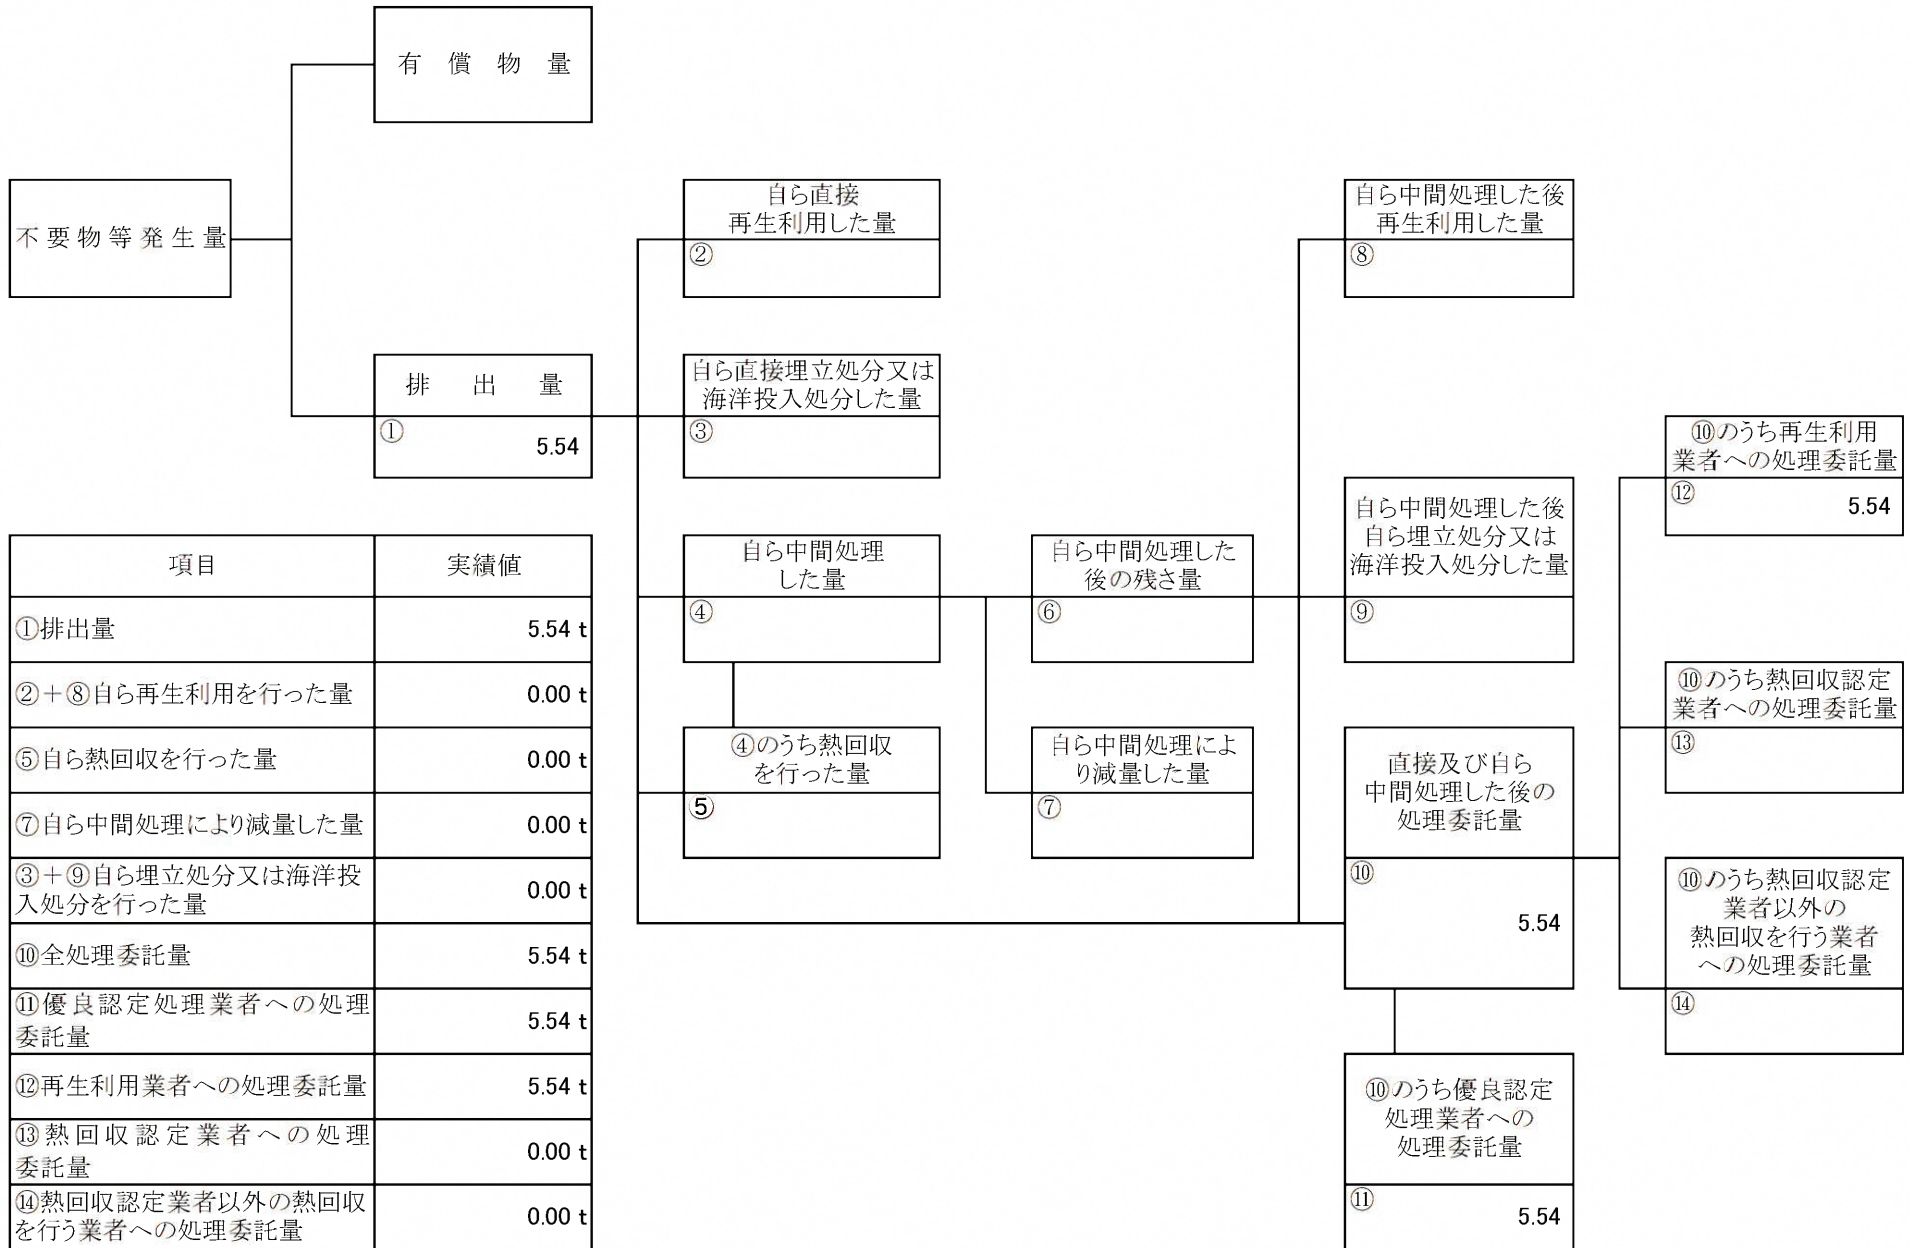 有償物量
不要物等発生量
排出量
①
5.54
自ら直接
再生利用した量
②
自ら直接埋立処分又は
海洋投入処分した量
③
自ら中間処理
した量
④
④のうち熱回収
を行った量
⑤
自ら中間処理した
後の残さ量
⑥
自ら中間処理によ
り減量した量
⑦
自ら中間処理した後
再生利用した量
⑧
自ら中間処理した後
自ら埋立処分又は
海洋投入処分した量
⑨
直接及び自ら
中間処理した後の
処理委託量
⑩
5.54
⑩のうち優良認定
処理業者への
処理委託量
⑪
5.54
⑩のうち再生利用
業者への処理委託量
⑫
5.54
⑩のうち熱回収認定
業者への処理委託量
⑬
⑩のうち熱回収認定
業者以外の
熱回収を行う業者
への処理委託量
⑭
項目 実績値
①排出量 5.54 t
②+⑧自ら再生利用を行った量 0.00 t
⑤自ら熱回収を行った量 0.00 t
⑦自ら中間処理により減量した量 0.00 t
③+⑨自ら埋立処分又は海洋投
入処分を行った量 0.00 t
⑩全処理委託量 5.54 t
⑪優良認定処理業者への処理
委託量 5.54 t
⑫再生利用業者への処理委託量 5.54 t
⑬熱回収認定業者への処理
委託量 0.00 t
⑭熱回収認定業者以外の熱回収
を行う業者への処理委託量 0.00 t